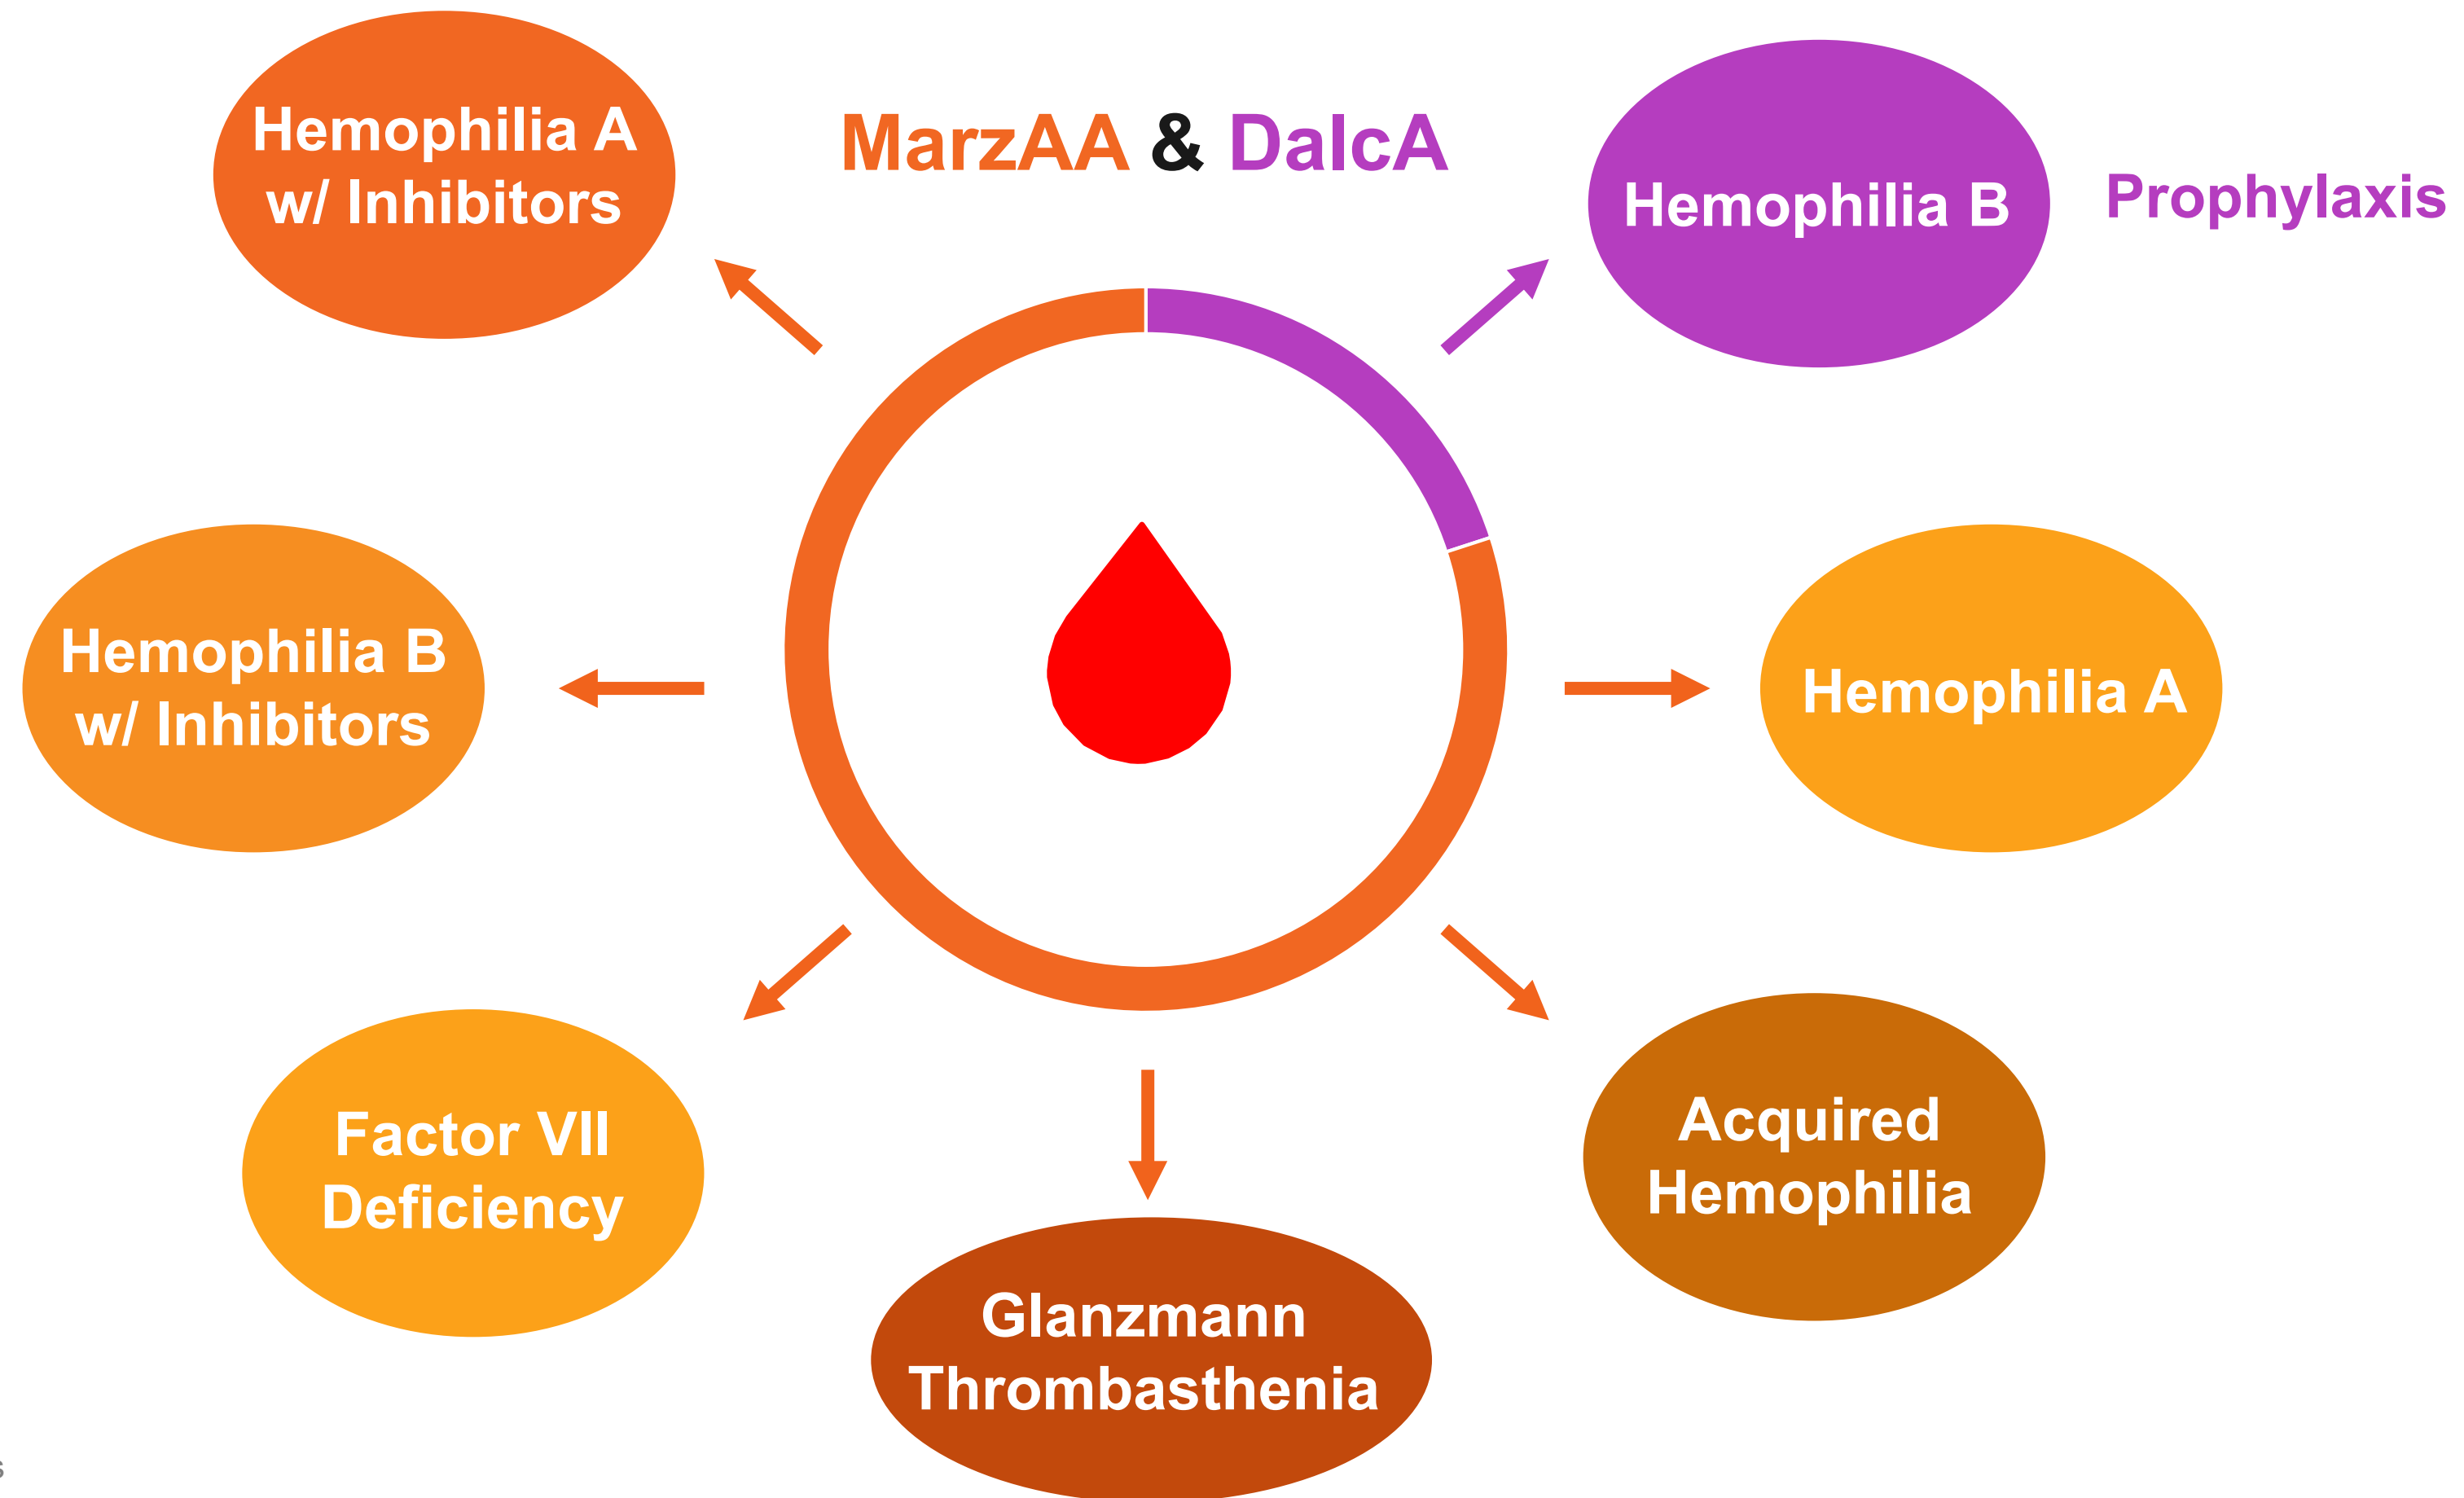 MarzAA & DalcA
Hemophilia A
w/ Inhibitors
Hemophilia B
Prophylaxis
Hemophilia B
w/ Inhibitors
Hemophilia A
Factor VII
Deficiency
Acquired
Hemophilia
Glanzmann
Thrombasthenia